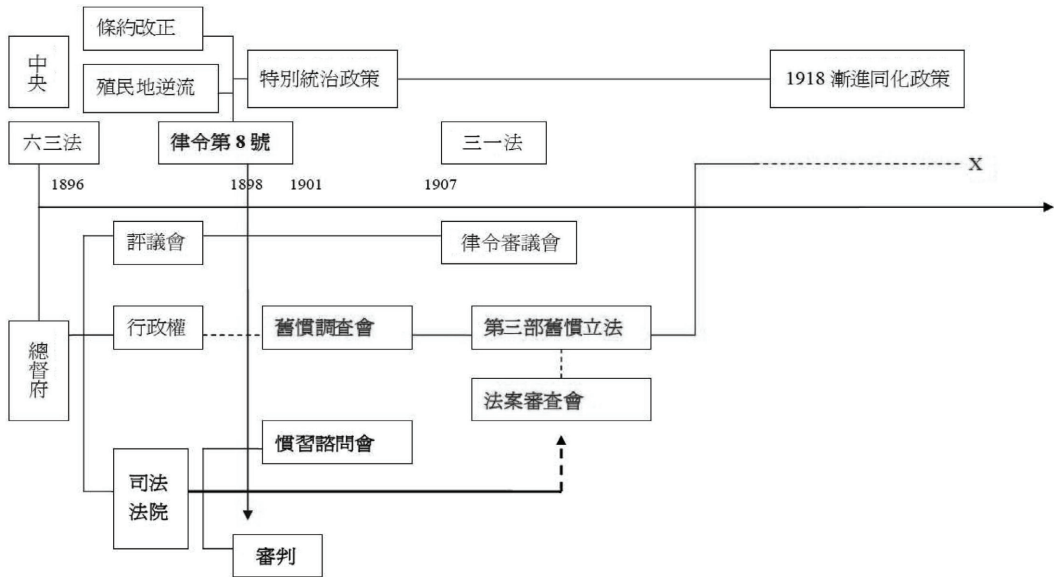 中央
條約改正
殖民地逆流
特別統治政策
1918 漸進同化政策
六三法
律令第 8 號
三一法
X
1896
1898
1901
1907
評議會
律令審議會
總督府
行政權
舊慣調查會
第三部舊慣立法
法案審查會
慣習諮問會
司法
法院
審判